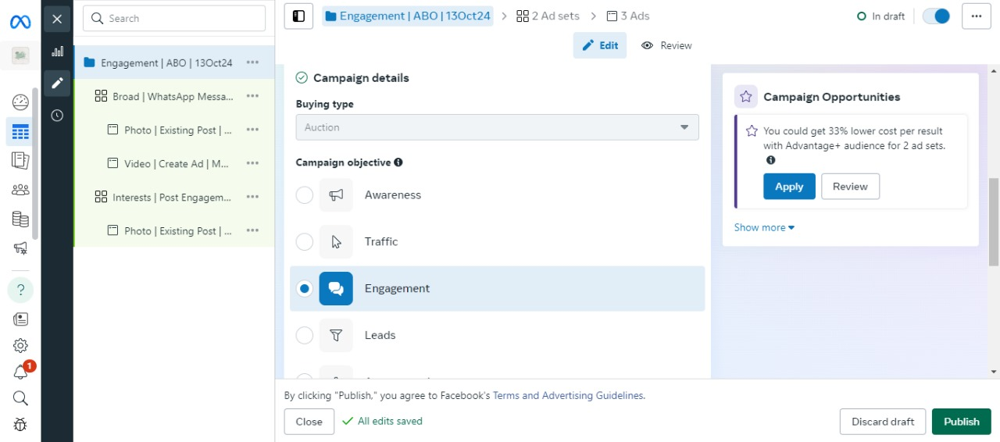 Search
Engagement | ABO | 13Oct24
2 Ad sets
3 Ads
In draft
Edit
Review
Engagement | ABO | 13Oct24
Broad | WhatsApp Messa...
Photo | Existing Post | ...
Video | Create Ad | M...
Interests | Post Engagem...
Photo | Existing Post | ...
Campaign details
Buying type
Auction
Campaign objective
Awareness
Traffic
Engagement
Leads
Campaign Opportunities
You could get 33% lower cost per result
with Advantage+ audience for 2 ad sets.
Apply
Review
Show more
1
By clicking "Publish," you agree to Facebook's Terms and Advertising Guidelines.
Close
All edits saved
Discard draft
Publish